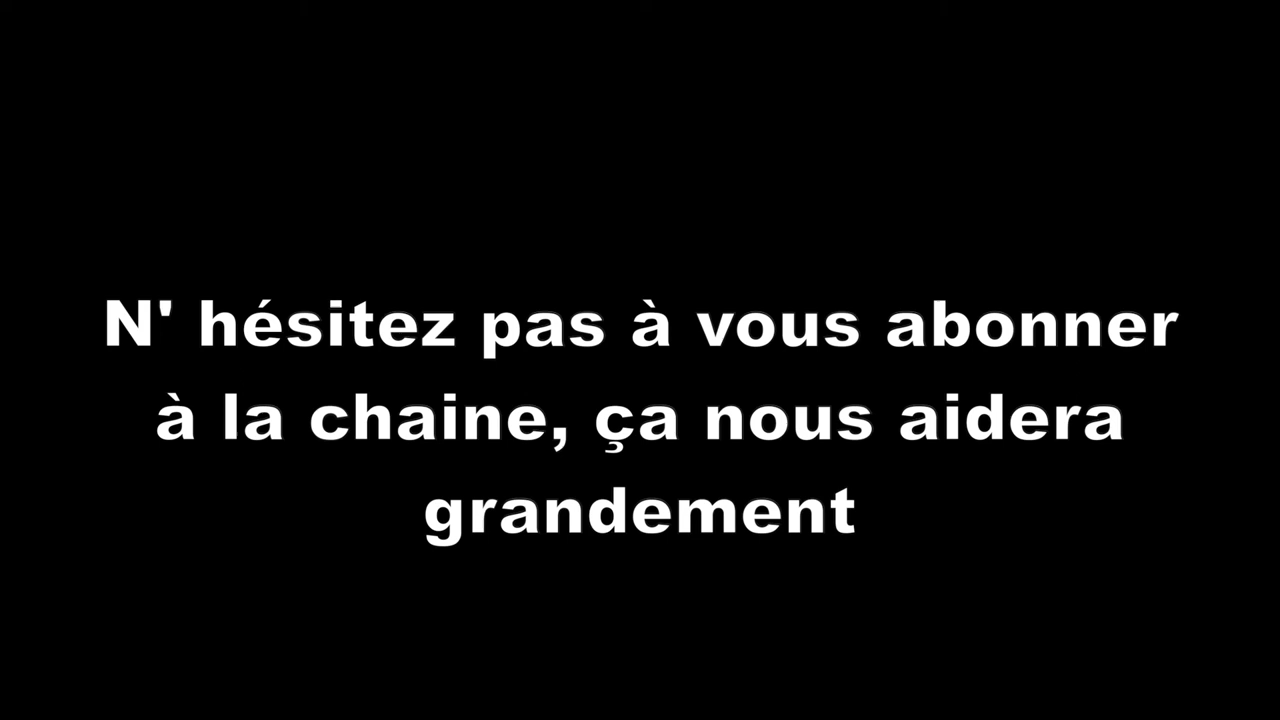 N' hésitez pas à vous abonner
à la chaine, ça nous aidera
grandement